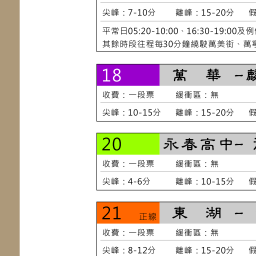 尖峰：7-10分 離峰：15-20分 假
平常日05:20-10:00、16:30-19:00及例
其餘時段往程每30分鐘繞駛萬美街、萬寧
18 萬 華 –
收費：一段票 緩衝區：無
尖峰：10-15分 離峰：15-20分 假
20 永春高中–
收費：一段票 緩衝區：無
尖峰：4-6分 離峰：10-15分 假
21 正線 東 湖 –
收費：一段票 緩衝區：無
尖峰：8-12分 離峰：15-20分 假